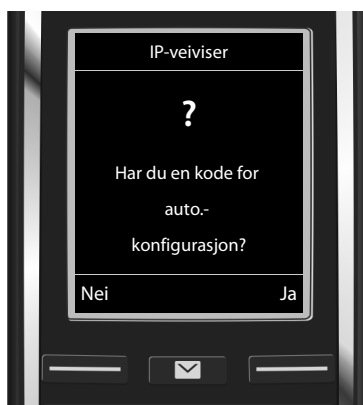 IP-veiviser
?
Har du en kode for
auto.-
konfigurasjon?
Nei Ja